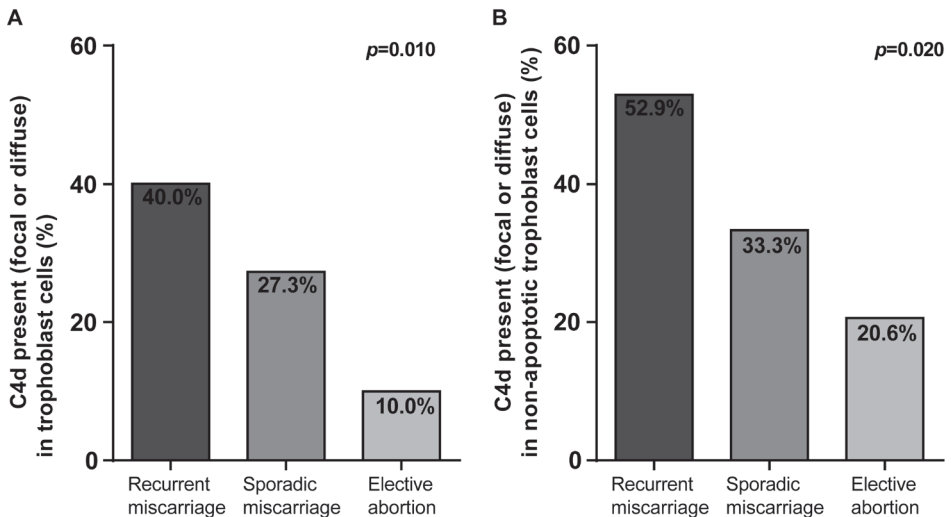 A
C4d present (focal or diffuse)
in trophoblast cells (%)
60
40
20
0
p=0.010
40.0%
27.3%
10.0%
Recurrent
miscarriage
Sporadic
miscarriage
Elective
abortion
B
C4d present (focal or diffuse)
in non-apoptotic trophoblast cells (%)
60
40
20
0
p=0.020
52.9%
33.3%
20.6%
Recurrent
miscarriage
Sporadic
miscarriage
Elective
abortion